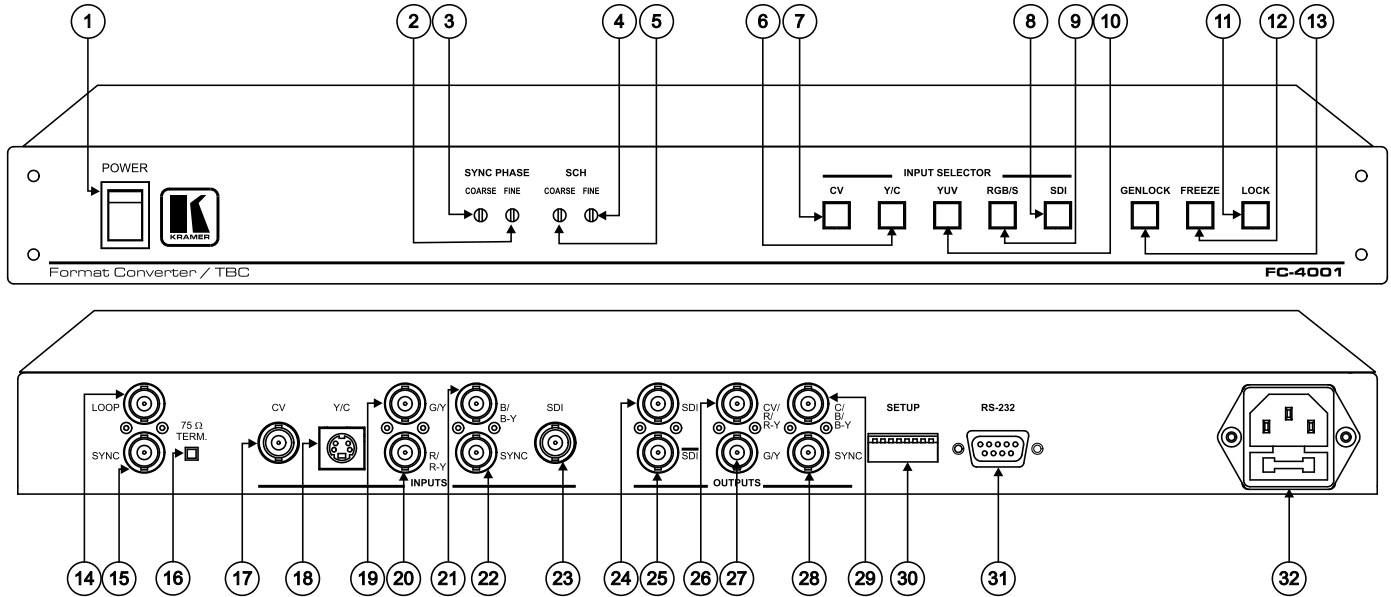 1 2 3 4 5 6 7 8 9 10 11 12 13
POWER
K
KRAMER
SYNC PHASE SCH
COARSE FINE COARSE FINE
INPUT SELECTOR
CV Y/C YUV RGB/S SDI
GENLOCK FREEZE LOCK
Format Converter / TBC
FC-4001
LOOP
SYNC
75 Ω
TERM.
CV
Y/C
G/Y
R/
R-Y
B/
B-Y
SYNC
SDI
INPUTS
SDI
SDI
CV/
R/
R-Y
G/Y
C/
B/
B-Y
SYNC
OUTPUTS
SETUP
RS-232
14 15 16 17 18 19 20 21 22 23 24 25 26 27 28 29 30 31 32